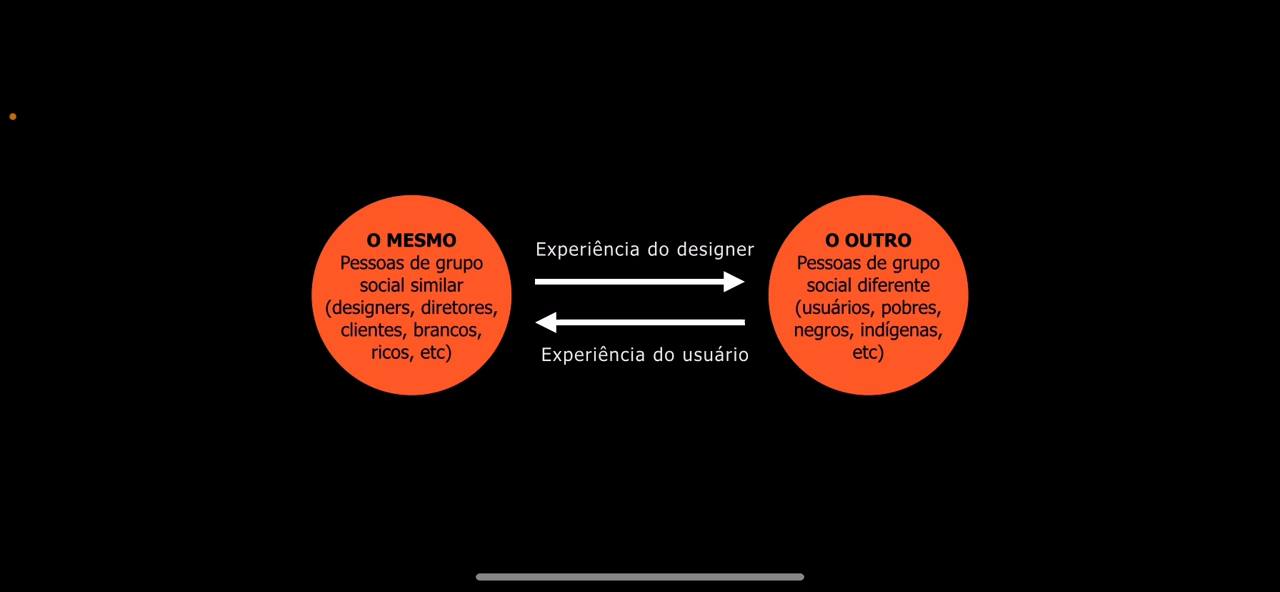 O MESMO
Pessoas de grupo
social similar
(designers, diretores,
clientes, brancos,
ricos, etc)
Experiência do designer
Experiência do usuário
O OUTRO
Pessoas de grupo
social diferente
(usuários, pobres,
negros, indígenas,
etc)